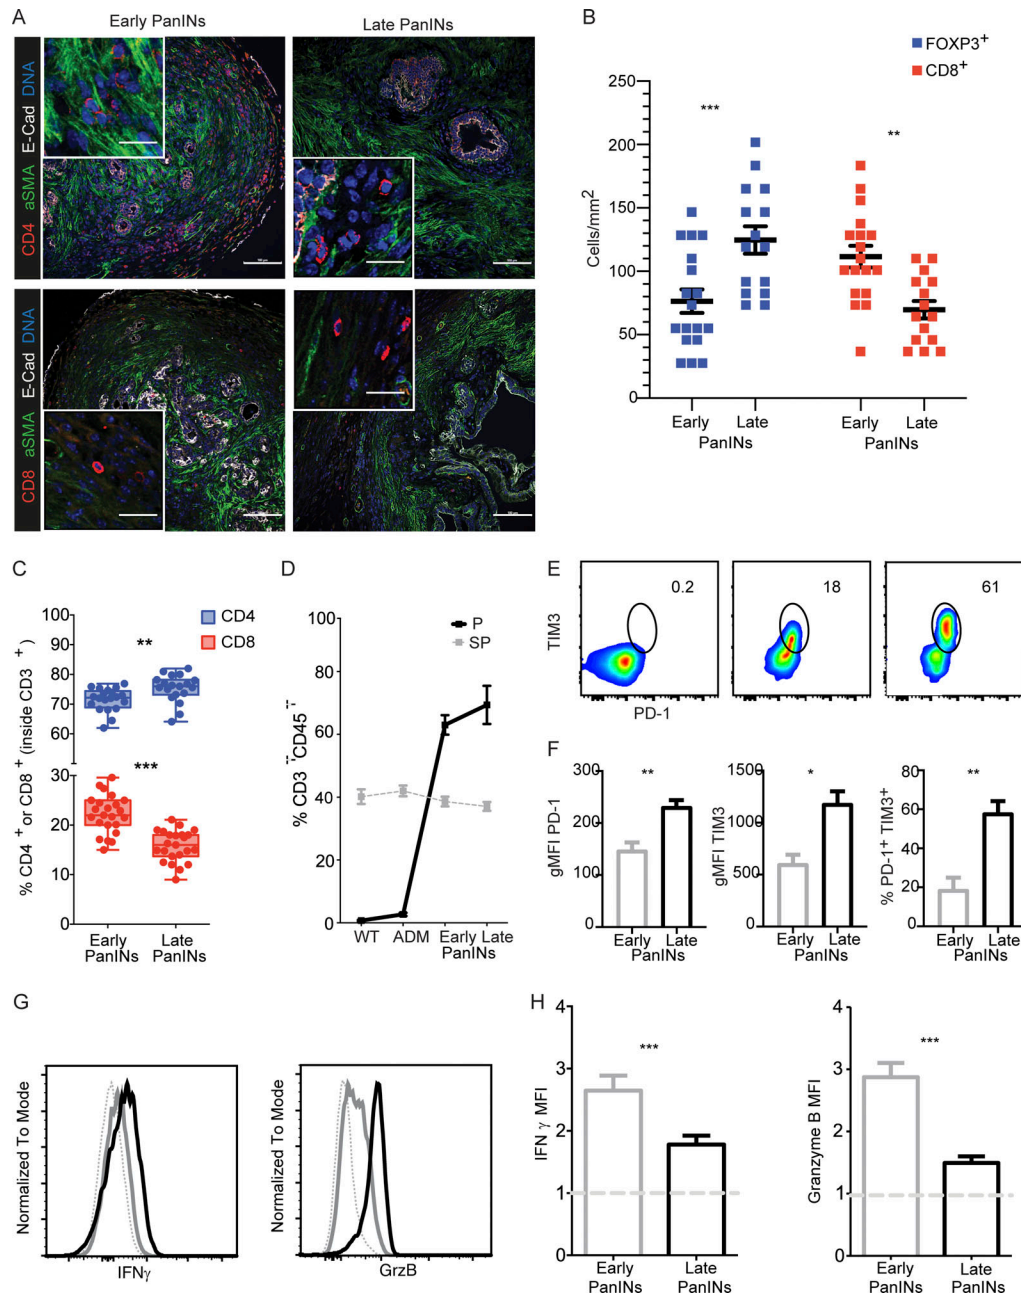 A
Early PanINs
Late PanINs
CD4 aSMA E-Cad DNA
CD8 aSMA E-Cad DNA
B
FOXP3+
CD8+
Cells/mm2
250
200
150
100
50
0
***
**
Early Late
PanINs
Early Late
PanINs
C
CD4
CD8
% CD4 + or CD8 + (inside CD3 +)
100
90
80
70
60
20
10
0
**
***
Early
PanINs
Late
PanINs
D
P
SP
% CD3 CD45
100
80
60
40
20
0
WT ADM Early Late
PanINs
E
TIM3
0.2
18
61
PD-1
F
gMFI PD-1
300
200
100
0
**
Early Late
PanINs
gMFI TIM3
1500
1000
500
0
*
Early Late
PanINs
% PD-1+ TIM3+
80
60
40
20
0
**
Early Late
PanINs
G
Normalized To Mode
IFNγ
Normalized To Mode
GrzB
H
IFN γ MFI
4
3
2
1
0
***
Early
PanINs
Late
PanINs
Granzyme B MFI
4
3
2
1
0
***
Early
PanINs
Late
PanINs